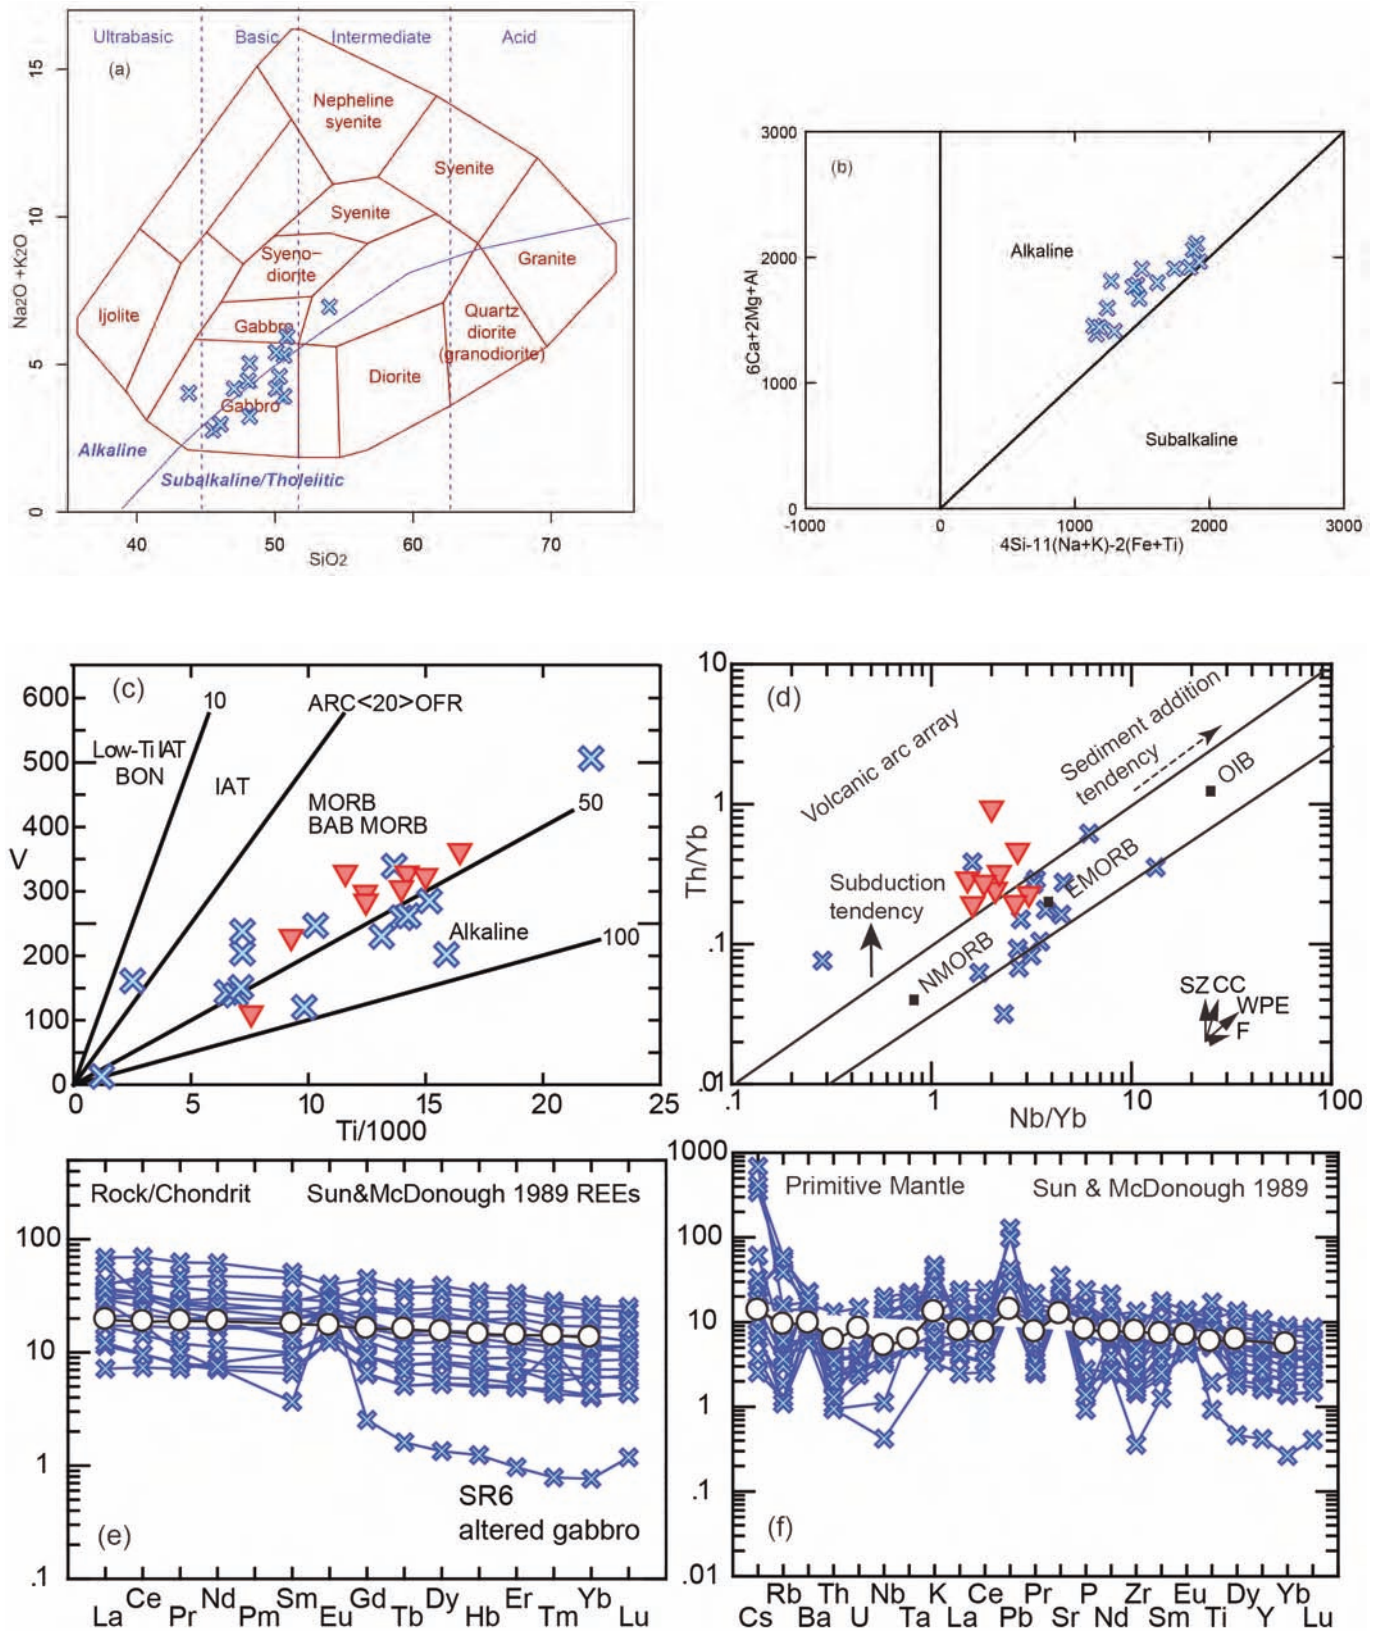 Ultrabasic
Basic
Intermediate
Acid
(a)
Nepheline
syenite
Syenite
Syenite
Syeno-
diorite
Granite
Ijolite
Gabbro
Quartz
diorite
(granodiorite)
Diorite
Gabbro
Alkaline
Subalkaline/Tholeiitic
15
10
5
0
Na2O +K2O
40
50
60
70
SiO2
(b)
Alkaline
Subalkaline
3000
2000
1000
0
6Ca+2Mg+Al
-1000
0
1000
2000
3000
4Si-11(Na+K)-2(Fe+Ti)
(c)
10
ARC<20>OFR
Low-Ti IAT
BON
IAT
MORB
BAB MORB
50
Alkaline
100
600
500
400
300
200
100
0
V
0
5
10
15
20
25
Ti/1000
(d)
Volcanic arc array
Sediment addition
tendency
OIB
EMORB
Subduction
tendency
NMORB
SZ CC
WPE
F
10
1
.1
.01
Th/Yb
.1
1
10
100
Nb/Yb
Rock/Chondrit
Sun&McDonough 1989 REEs
100
10
1
.1
SR6
altered gabbro
(e)
La
Ce
Pr
Nd
Pm
Sm
Eu
Gd
Tb
Dy
Hb
Er
Tm
Yb
Lu
Primitive Mantle
Sun & McDonough 1989
1000
100
10
1
.1
.01
(f)
Cs
Rb
Ba
Th
U
Nb
Ta
K
La
Ce
Pb
Pr
Sr
P
Nd
Zr
Sm
Eu
Ti
Dy
Y
Yb
Lu